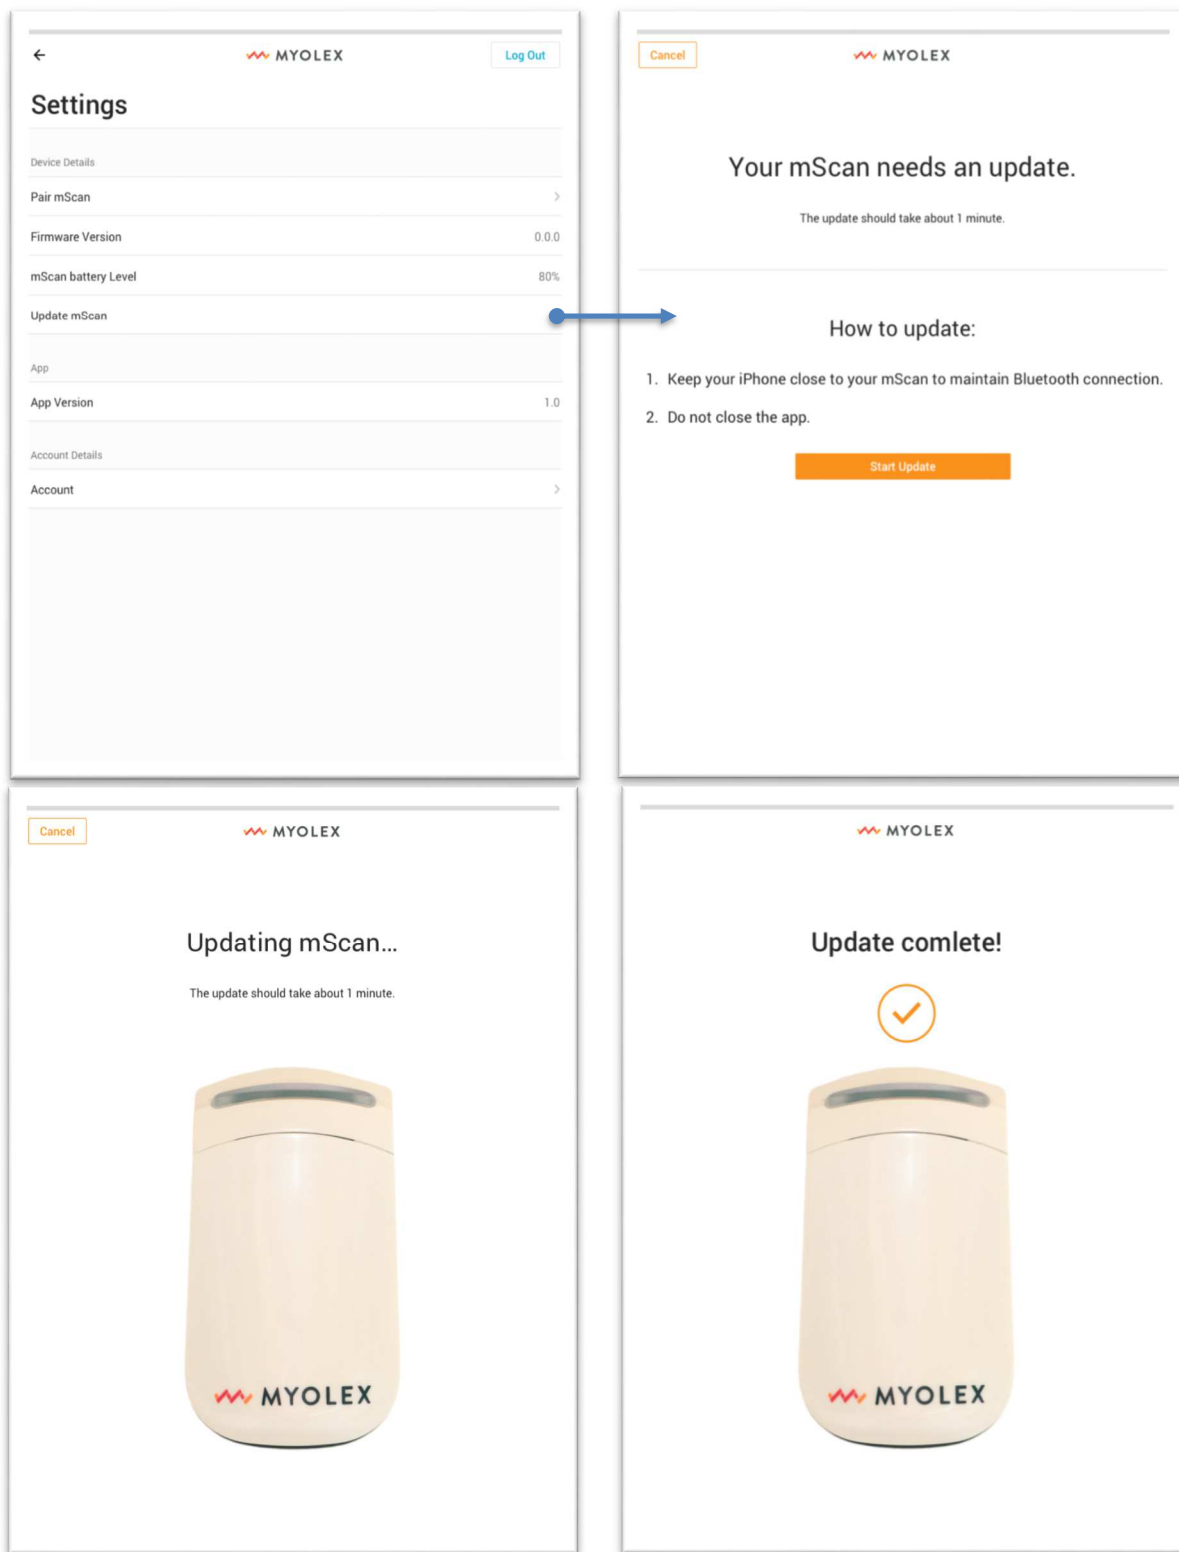 MYOLEX
Log Out
Settings
Device Details
Pair mScan
Firmware Version 0.0.0
mScan battery Level 80%
Update mScan
App
App Version 1.0
Account Details
Account
Cancel
MYOLEX
Your mScan needs an update.
The update should take about 1 minute.
How to update:
1. Keep your iPhone close to your mScan to maintain Bluetooth connection.
2. Do not close the app.
Start Update
Cancel
MYOLEX
Updating mScan...
The update should take about 1 minute.
MYOLEX
MYOLEX
Update comlete!
MYOLEX